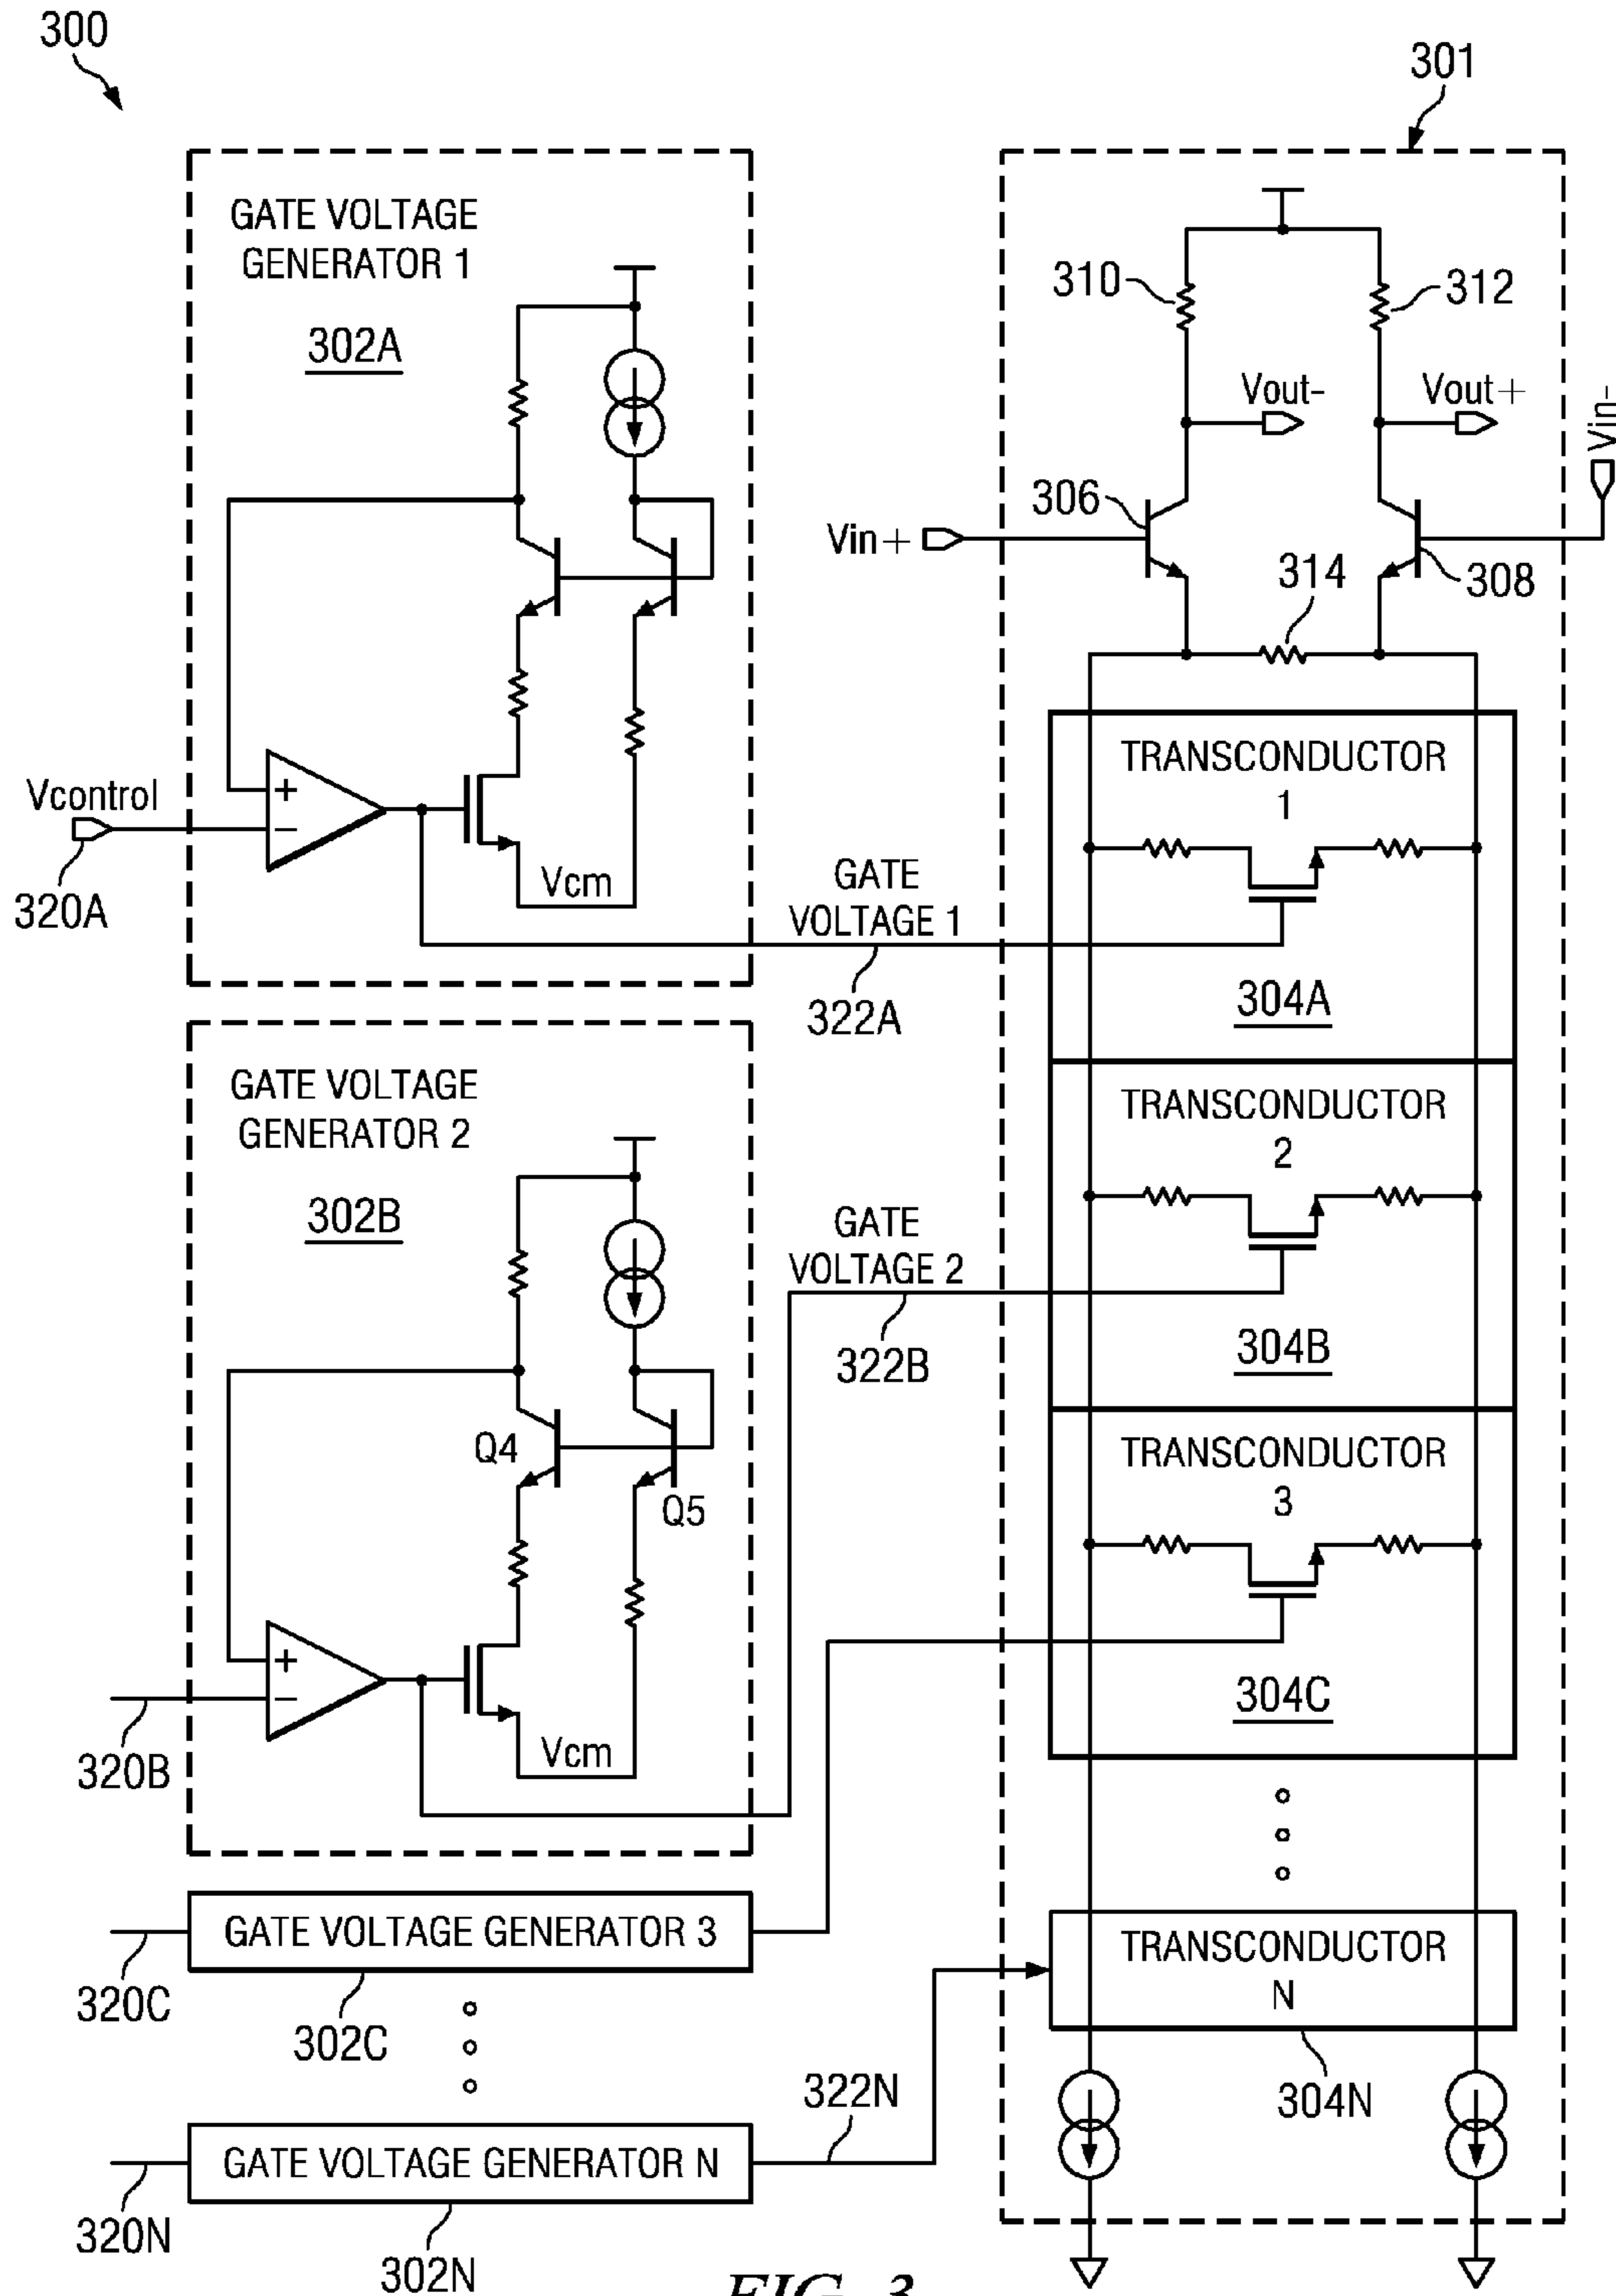 300
301
GATE VOLTAGE
GENERATOR 1
302A
310
312
Vout-
Vout+
Vin-
306
Vin+
314
308
TRANSCONDUCTOR
1
Vcontrol
+
−
320A
Vcm
GATE
VOLTAGE 1
322A
304A
GATE VOLTAGE
GENERATOR 2
302B
TRANSCONDUCTOR
2
GATE
VOLTAGE 2
322B
304B
Q4
Q5
TRANSCONDUCTOR
3
+
−
320B
Vcm
304C
GATE VOLTAGE GENERATOR 3
320C
302C
TRANSCONDUCTOR
N
304N
322N
GATE VOLTAGE GENERATOR N
320N
302N
FIG. 3